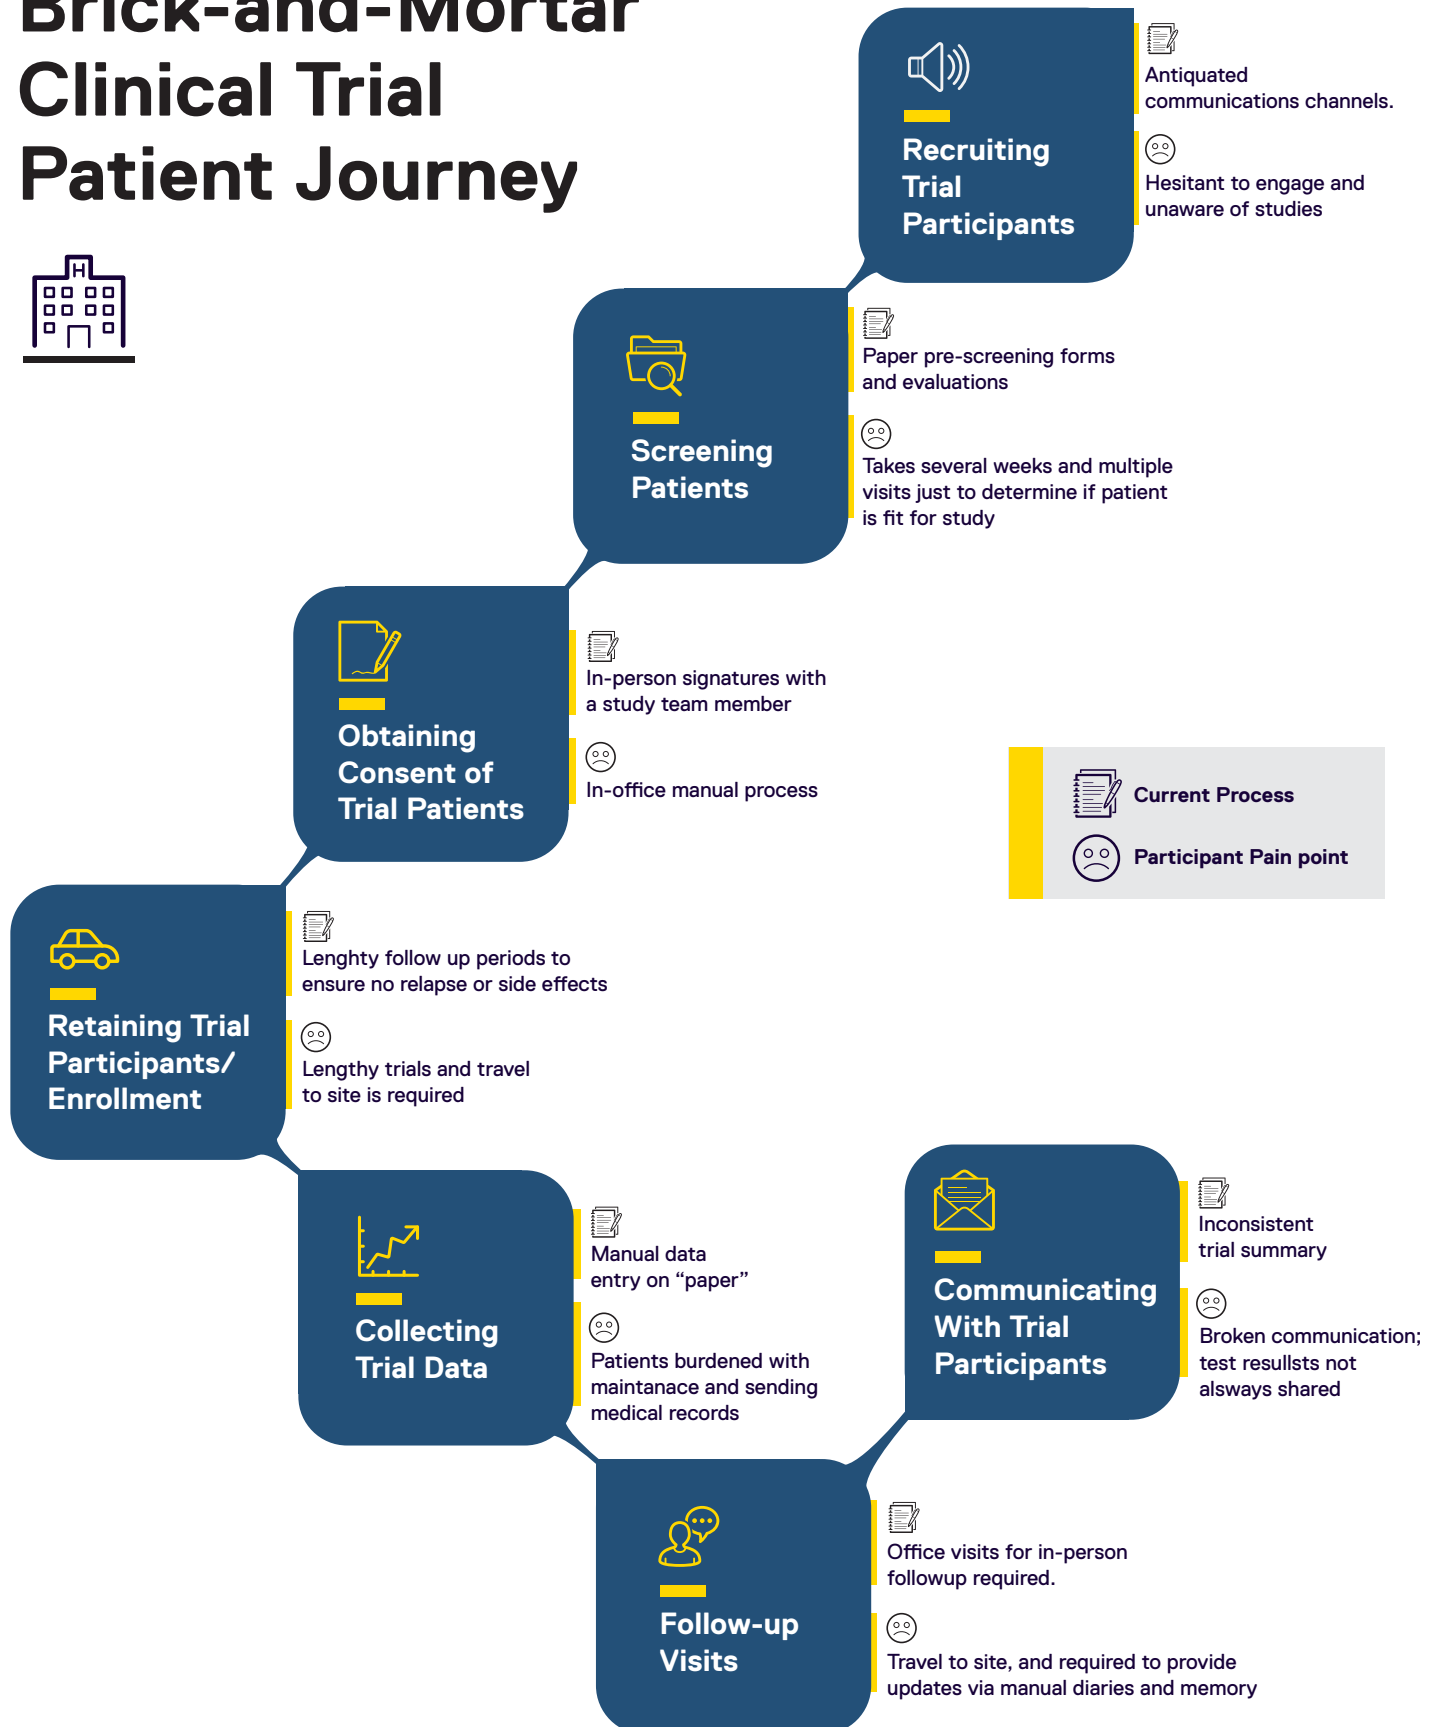 Brick-and-Mortar
Clinical Trial
Patient Journey
H
Recruiting
Trial
Participants
Antiquated
communications channels.
Hesitant to engage and
unaware of studies
Screening
Patients
Paper pre-screening forms
and evaluations
Takes several weeks and multiple
visits just to determine if patient
is fit for study
Obtaining
Consent of
Trial Patients
In-person signatures with
a study team member
In-office manual process
Current Process
Participant Pain point
Retaining Trial
Participants/
Enrollment
Lenghty follow up periods to
ensure no relapse or side effects
Lengthy trials and travel
to site is required
Collecting
Trial Data
Manual data
entry on “paper”
Patients burdened with
maintanace and sending
medical records
Follow-up
Visits
Office visits for in-person
followup required.
Travel to site, and required to provide
updates via manual diaries and memory
Communicating
With Trial
Participants
Inconsistent
trial summary
Broken communication;
test resullsts not
alsways shared